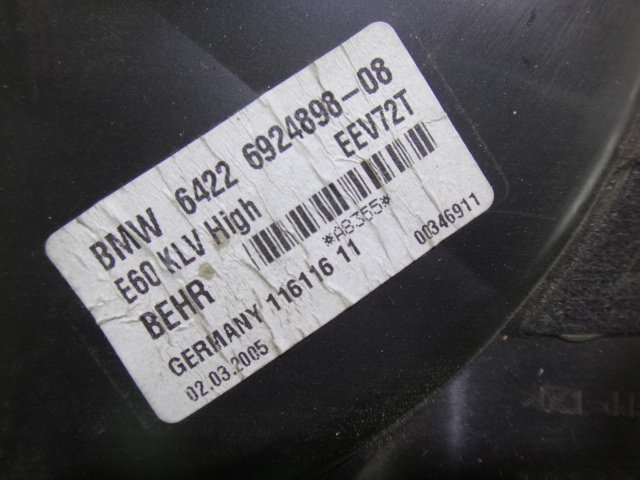 BMW 6422 6924898-08
E60 KLV High EEV72T
BEHR *A8355*
GERMANY 116116 11 00346911
02.03.2005